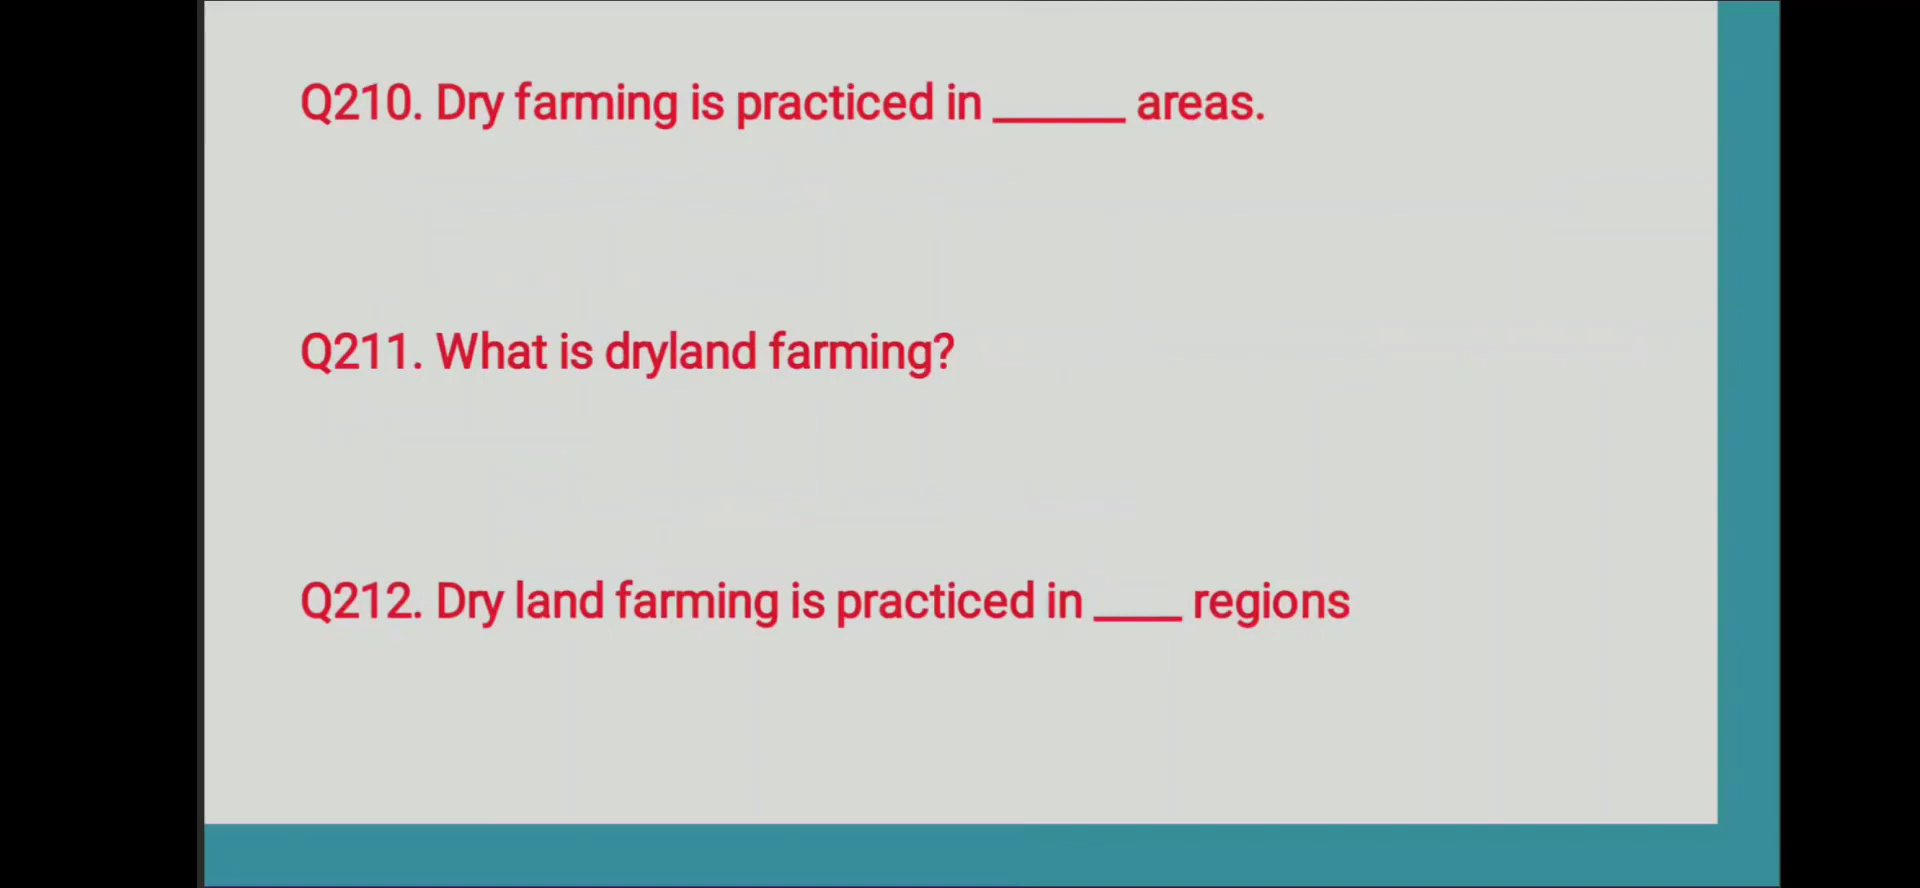 Q210. Dry farming is practiced in ______ areas.
Q211. What is dryland farming?
Q212. Dry land farming is practiced in ____ regions